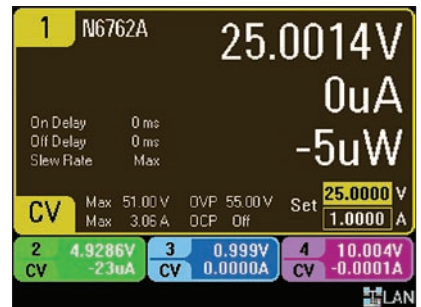 1 N6762A
25.0014V
0uA
-5uW
On Delay 0 ms
Off Delay 0 ms
Slew Rate Max
CV
Max 51.00 V OVP 55.00 V
Max 3.06 A OCP Off
Set 25.0000 V
1.0000 A
2 4.9286V
CV -23uA
3 0.999V
CV 0.0000A
4 10.004V
CV -0.0001A
LAN